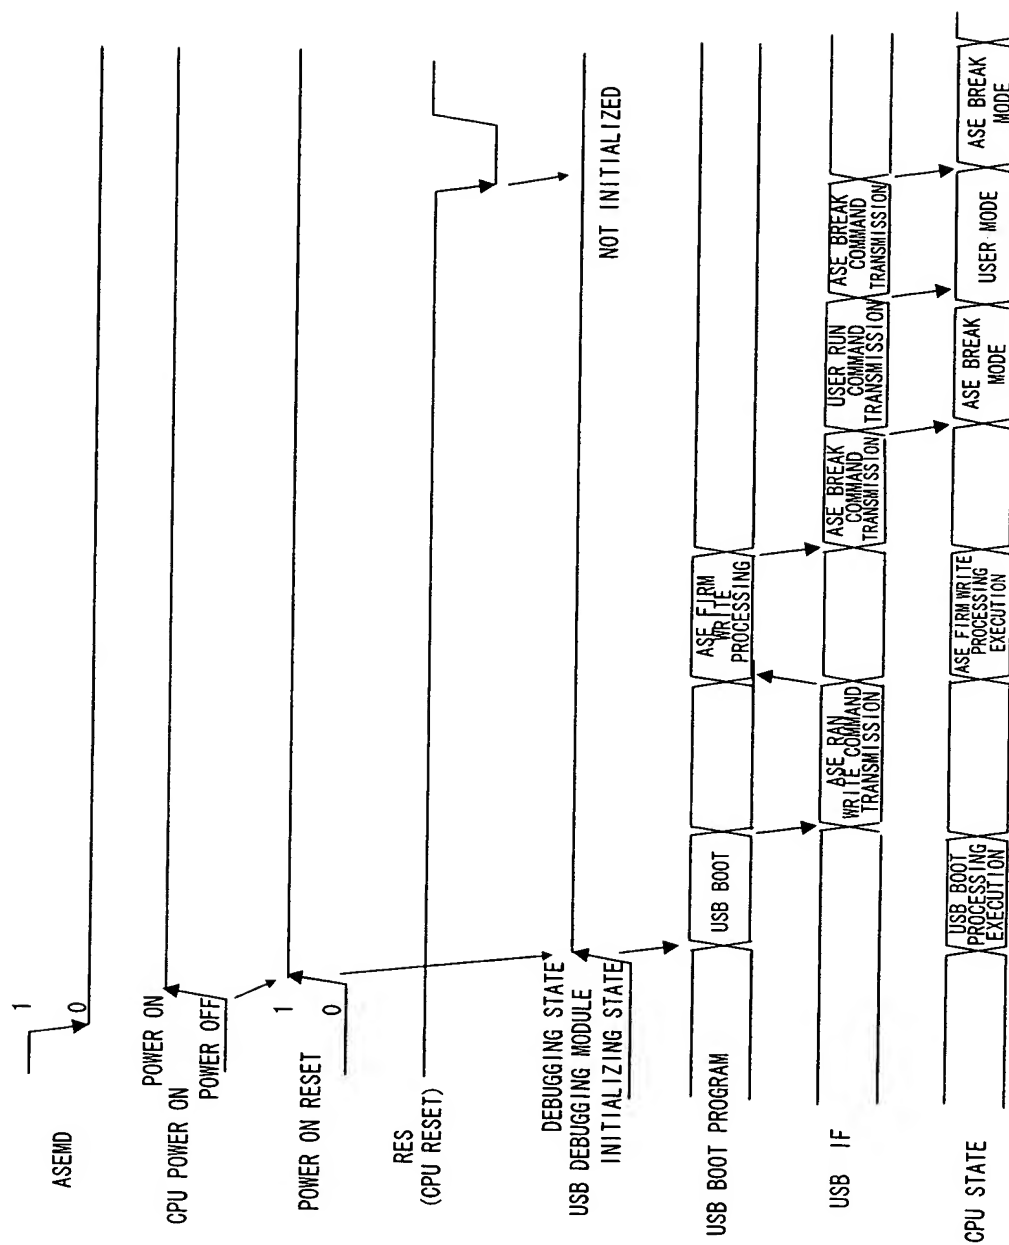 ASEMD
1
0
CPU POWER ON
POWER ON
POWER OFF
POWER ON RESET
1
0
RES
(CPU RESET)
USB DEBUGGING MODULE
DEBUGGING STATE
INITIALIZING STATE
NOT INITIALIZED
USB BOOT PROGRAM
USB BOOT
ASE FIRM
WRITE
PROCESSING
USB IF
ASE RAN
WRITE COMMAND
TRANSMISSION
ASE BREAK
COMMAND
TRANSMISSION
USER RUN
COMMAND
TRANSMISSION
ASE BREAK
COMMAND
TRANSMISSION
CPU STATE
USB BOOT
PROCESSING
EXECUTION
ASE FIRM WRITE
PROCESSING
EXECUTION
ASE BREAK
MODE
USER MODE
ASE BREAK
MODE